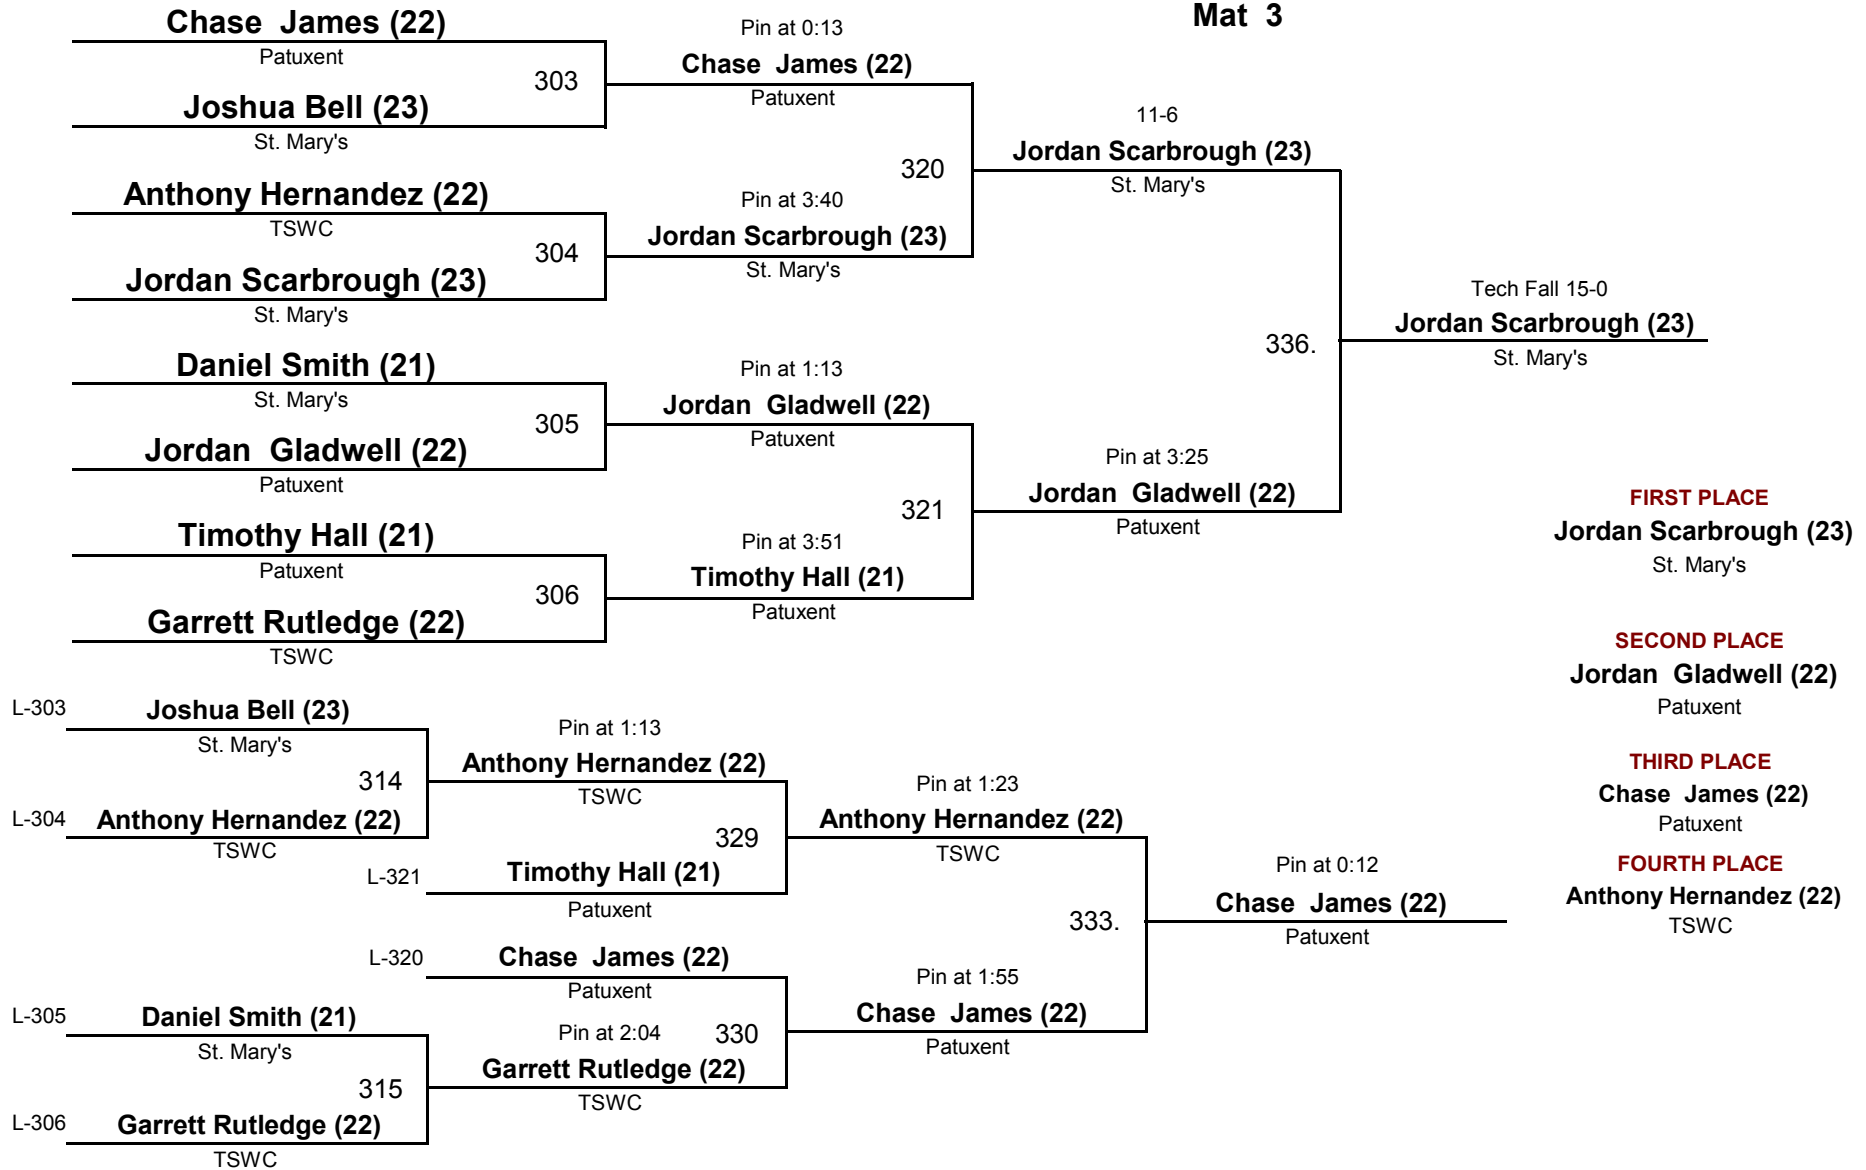 Mat 3
Chase James (22)
Patuxent
303
Joshua Bell (23)
St. Mary's
Anthony Hernandez (22)
TSWC
304
Jordan Scarbrough (23)
St. Mary's
Daniel Smith (21)
St. Mary's
305
Jordan Gladwell (22)
Patuxent
Timothy Hall (21)
Patuxent
306
Garrett Rutledge (22)
TSWC
Pin at 0:13
Chase James (22)
Patuxent
320
Pin at 3:40
Jordan Scarbrough (23)
St. Mary's
Pin at 1:13
Jordan Gladwell (22)
Patuxent
321
Pin at 3:51
Timothy Hall (21)
Patuxent
11-6
Jordan Scarbrough (23)
St. Mary's
336.
Pin at 3:25
Jordan Gladwell (22)
Patuxent
Tech Fall 15-0
Jordan Scarbrough (23)
St. Mary's
FIRST PLACE
Jordan Scarbrough (23)
St. Mary's
SECOND PLACE
Jordan Gladwell (22)
Patuxent
THIRD PLACE
Chase James (22)
Patuxent
FOURTH PLACE
Anthony Hernandez (22)
TSWC
L-303
Joshua Bell (23)
St. Mary's
314
L-304
Anthony Hernandez (22)
TSWC
Pin at 1:13
Anthony Hernandez (22)
TSWC
329
L-321
Timothy Hall (21)
Patuxent
L-320
Chase James (22)
Patuxent
330
Pin at 2:04
Garrett Rutledge (22)
TSWC
L-305
Daniel Smith (21)
St. Mary's
315
L-306
Garrett Rutledge (22)
TSWC
Pin at 1:23
Anthony Hernandez (22)
TSWC
333.
Pin at 1:55
Chase James (22)
Patuxent
Pin at 0:12
Chase James (22)
Patuxent